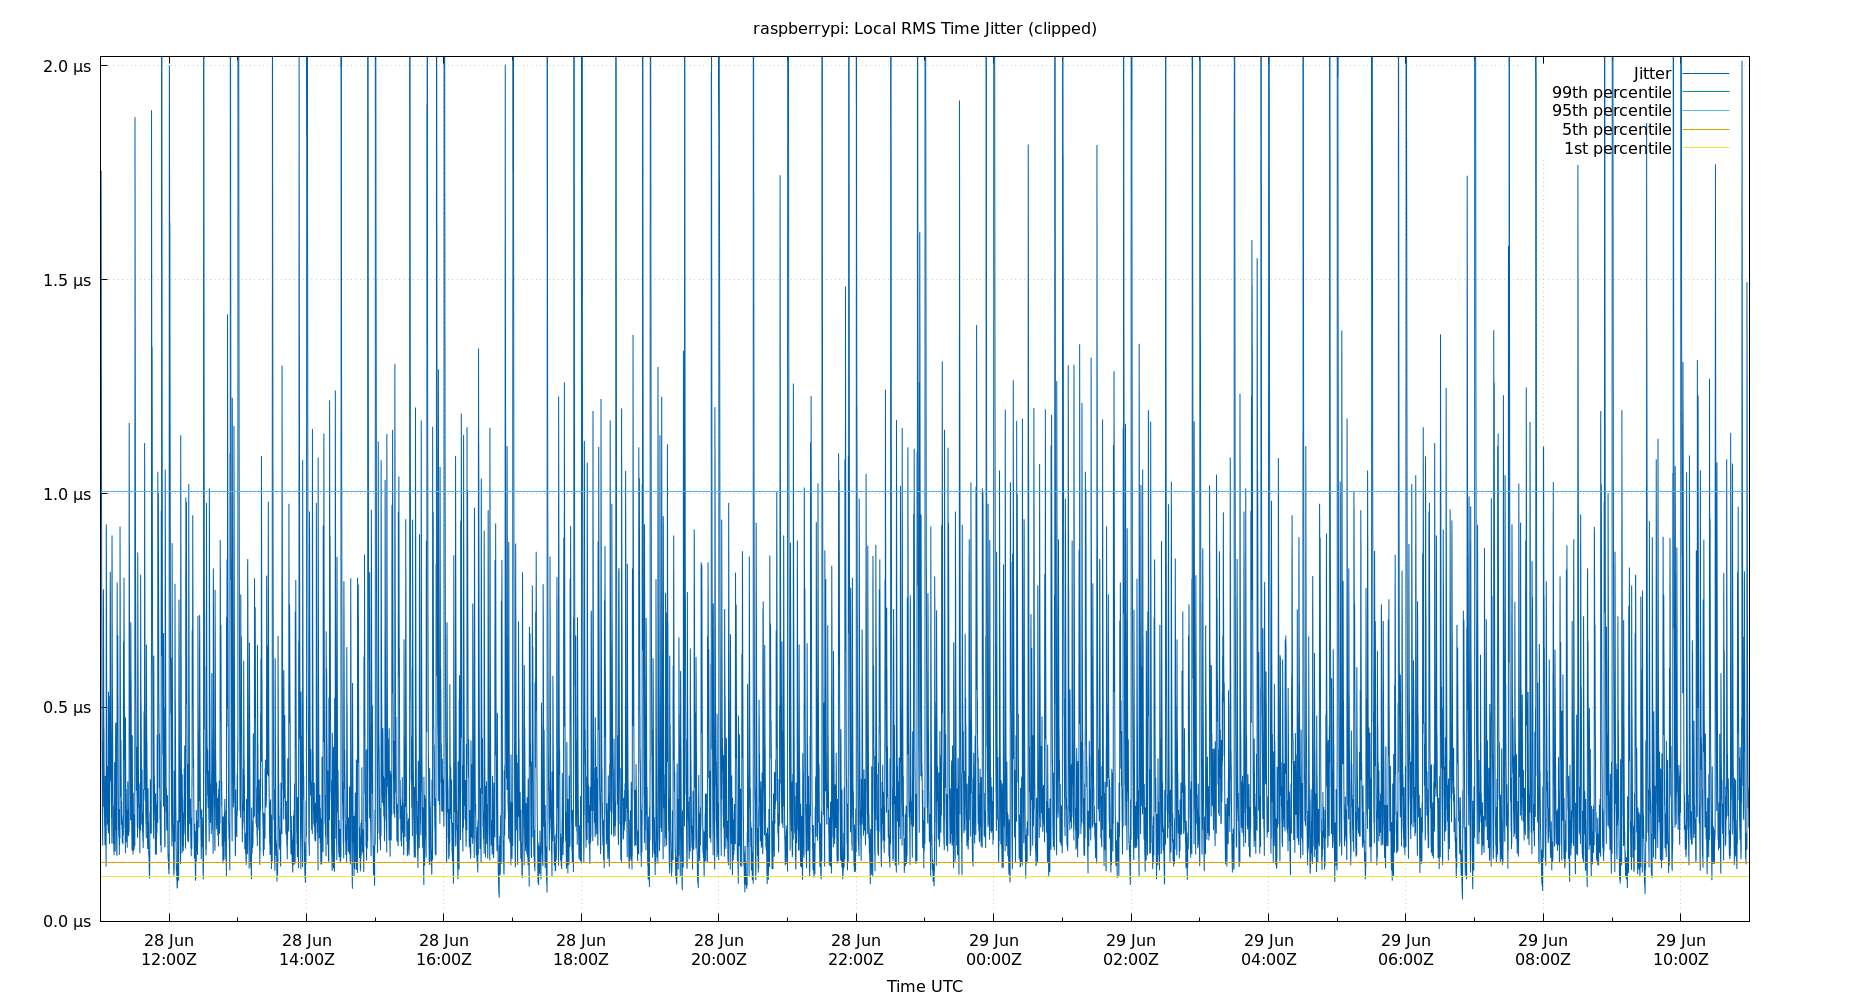 raspberrypi: Local RMS Time Jitter (clipped)
2.0 µs
1.5 µs
1.0 µs
0.5 µs
0.0 µs
Jitter
99th percentile
95th percentile
5th percentile
1st percentile
28 Jun 28 Jun 28 Jun 28 Jun 28 Jun 28 Jun 29 Jun 29 Jun 29 Jun 29 Jun 29 Jun 29 Jun
12:00Z 14:00Z 16:00Z 18:00Z 20:00Z 22:00Z 00:00Z 02:00Z 04:00Z 06:00Z 08:00Z 10:00Z
Time UTC